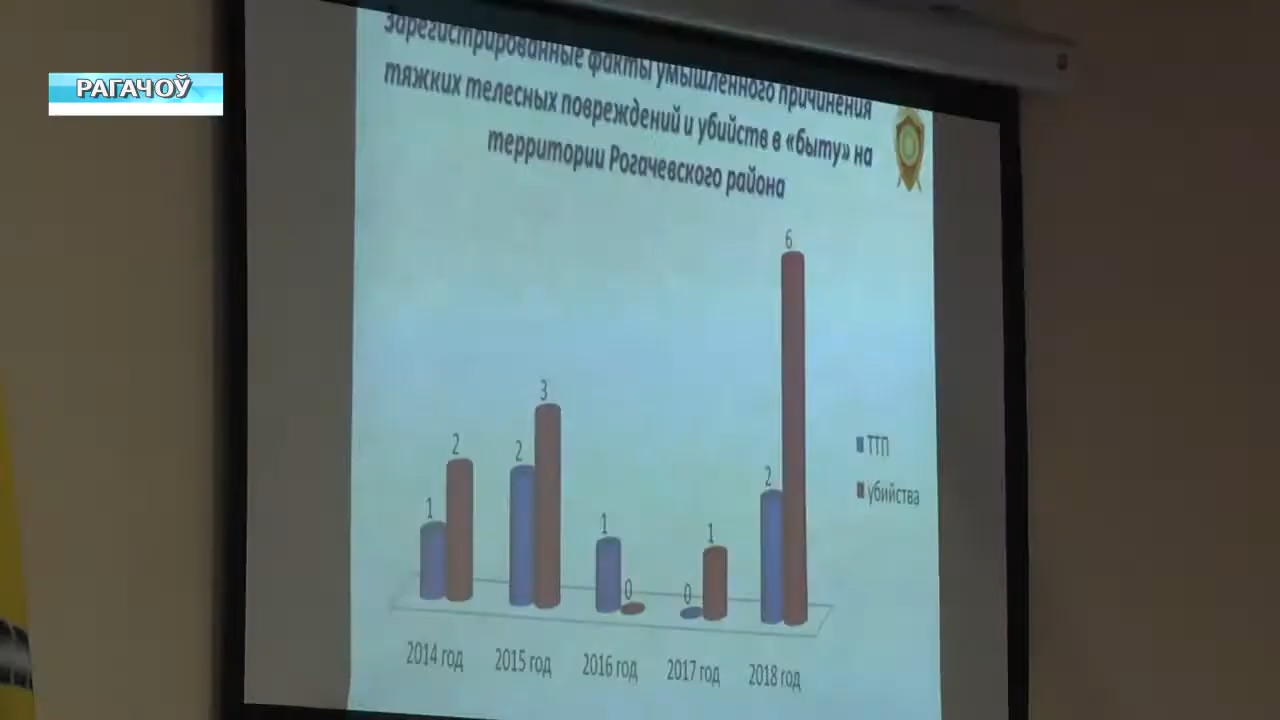 РАГАЧОЎ
Зарегистрированные факты умышленного причинения
тяжких телесных повреждений и убийств в «быту» на
территории Рогачевского района
6
3
2
2
2
1
1
1
0
0
ТТП
убийства
2014 год 2015 год 2016 год 2017 год 2018 год